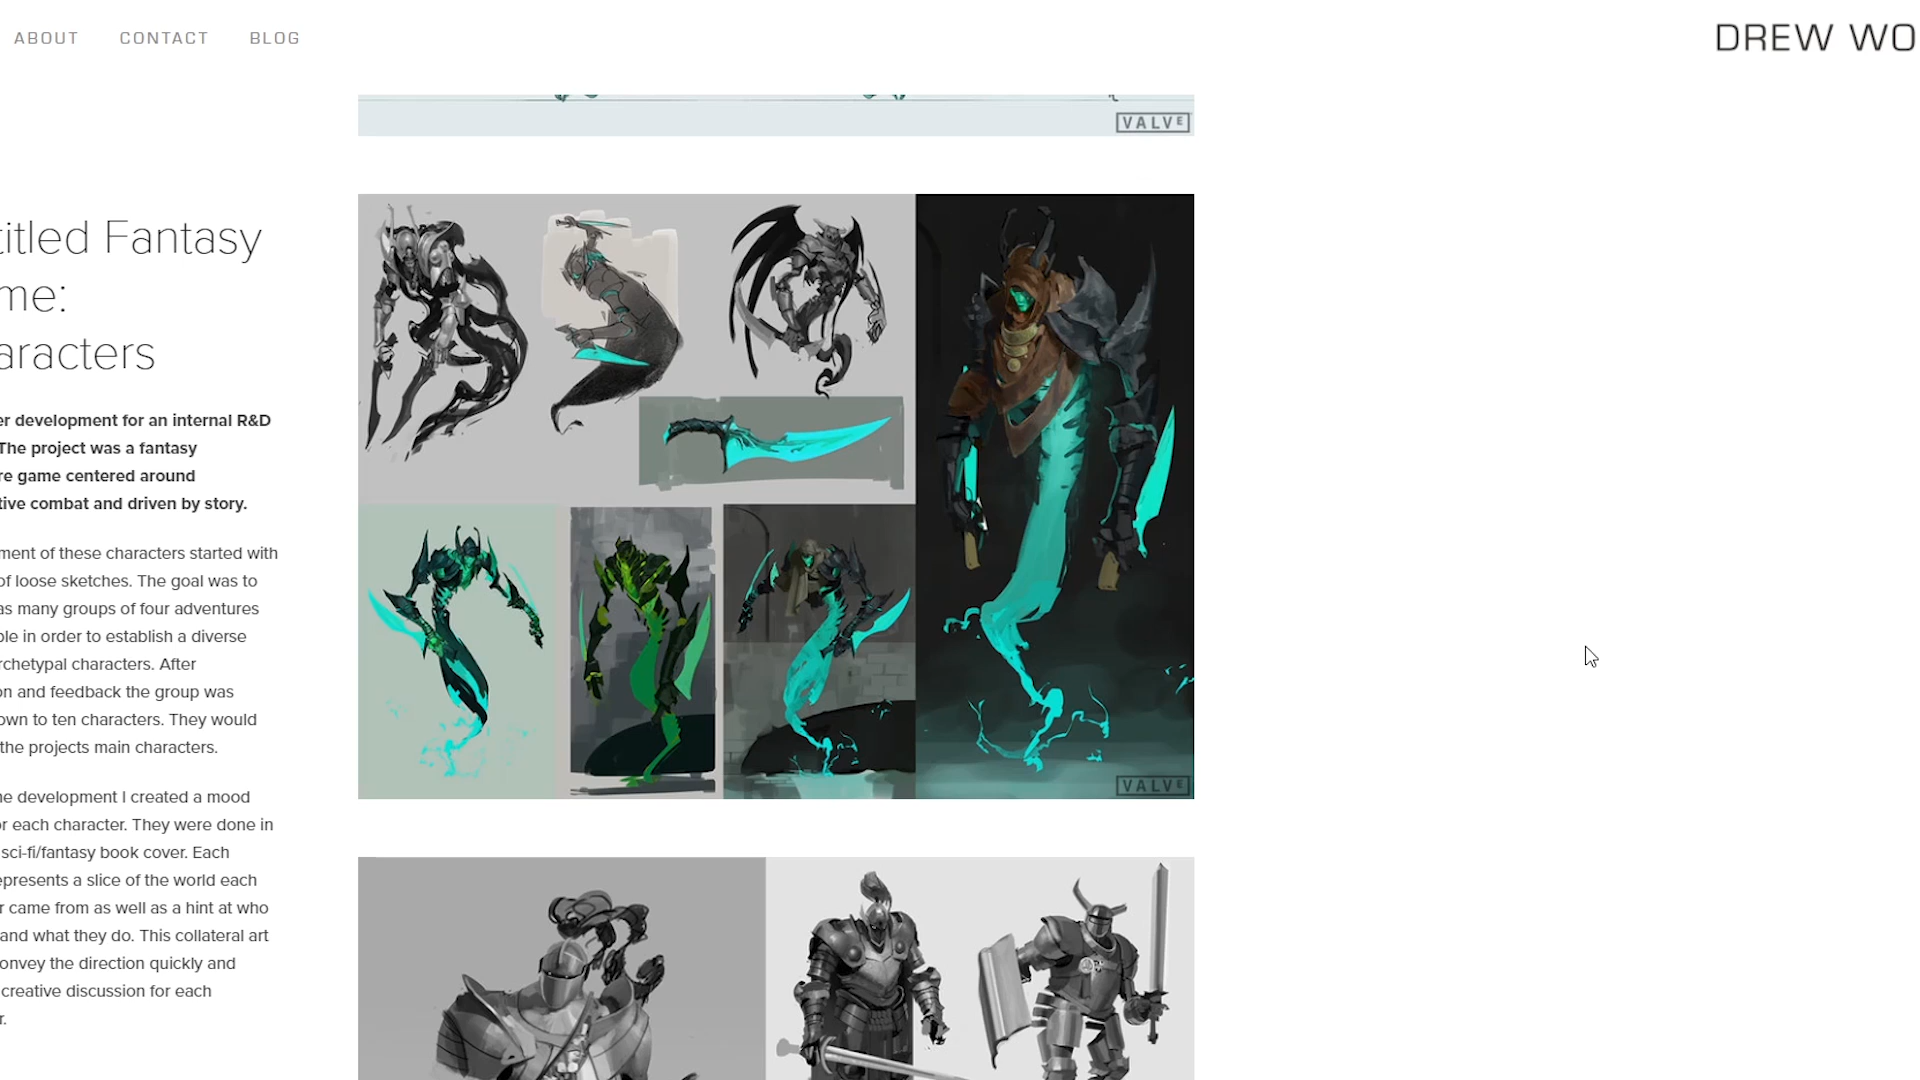 ABOUT CONTACT BLOG
DREW WO
VALVE
titled Fantasy
me:
aracters
er development for an internal R&D
The project was a fantasy
re game centered around
tive combat and driven by story.
ment of these characters started with
of loose sketches. The goal was to
as many groups of four adventures
ble in order to establish a diverse
rchetypal characters. After
on and feedback the group was
own to ten characters. They would
the projects main characters.
he development I created a mood
or each character. They were done in
sci-fi/fantasy book cover. Each
epresents a slice of the world each
r came from as well as a hint at who
and what they do. This collateral art
onvey the direction quickly and
creative discussion for each
r.
VALVE